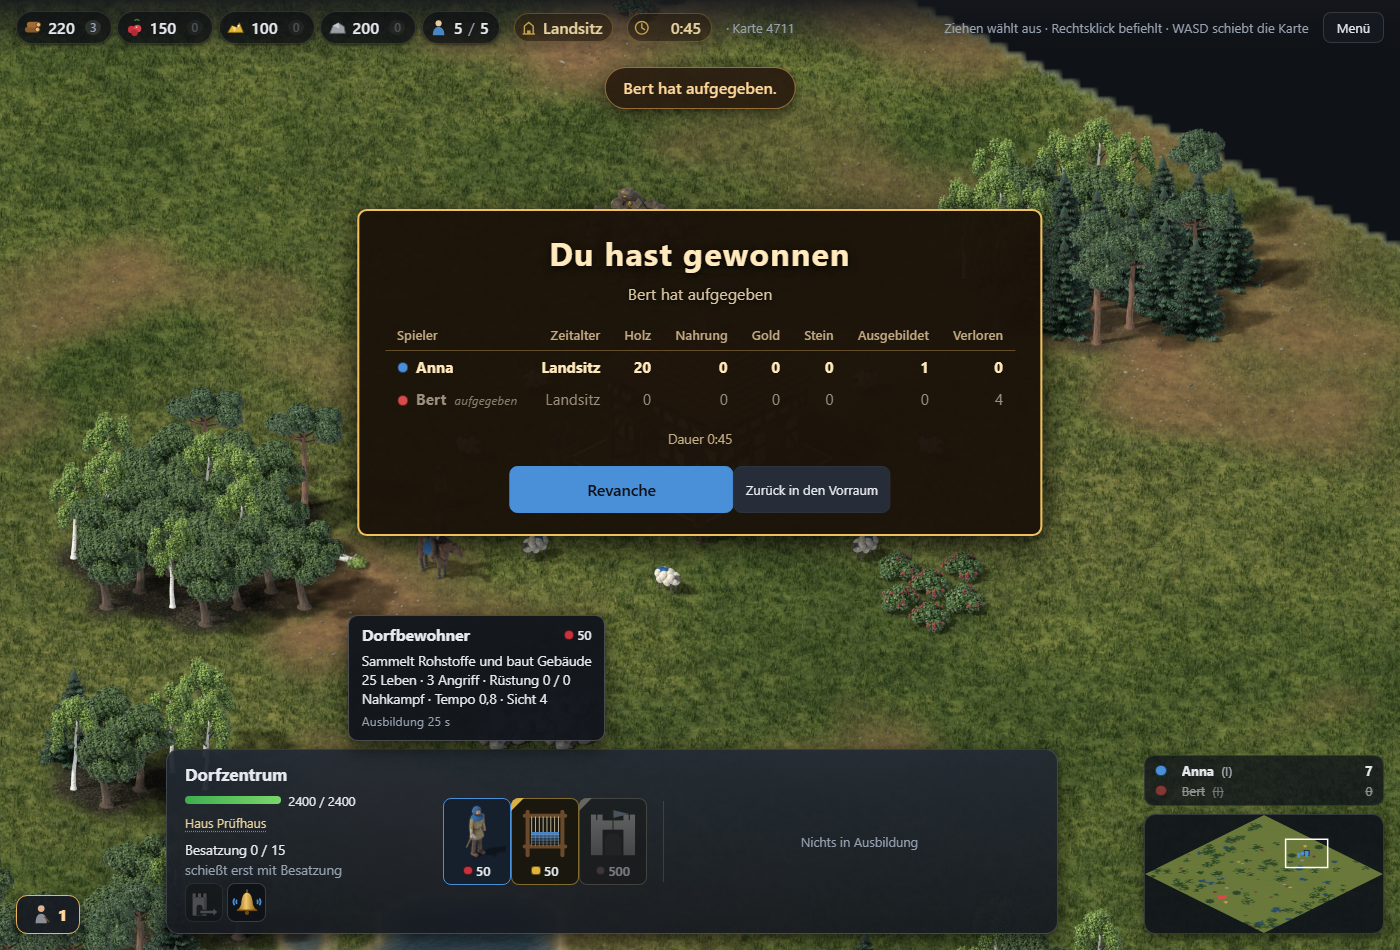 220 3 150 0 100 0 200 0 5 / 5 Landsitz 0:45 · Karte 4711 Ziehen wählt aus · Rechtsklick befiehlt · WASD schiebt die Karte Menü
Bert hat aufgegeben.
Du hast gewonnen
Bert hat aufgegeben
Spieler Zeitalter Holz Nahrung Gold Stein Ausgebildet Verloren
Anna Landsitz 20 0 0 0 1 0
Bert aufgegeben Landsitz 0 0 0 0 0 4
Dauer 0:45
Revanche Zurück in den Vorraum
Dorfbewohner 50
Sammelt Rohstoffe und baut Gebäude
25 Leben · 3 Angriff · Rüstung 0 / 0
Nahkampf · Tempo 0,8 · Sicht 4
Ausbildung 25 s
Dorfzentrum
2400 / 2400
Haus Prüfhaus
Besatzung 0 / 15
schießt erst mit Besatzung
50 50 500
Nichts in Ausbildung
Anna (I) 7
Bert (I) 0
1